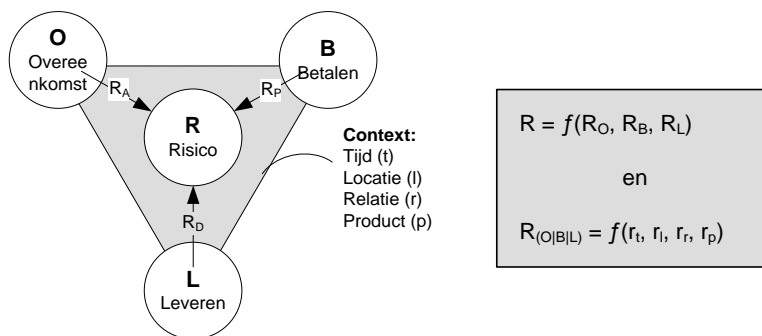 O
Overee
nkomst
B
Betalen
R_A
R_P
R
Risico
Context:
Tijd (t)
Locatie (l)
Relatie (r)
Product (p)
R_D
L
Leveren
R = ƒ(R_O, R_B, R_L)
en
R_(O|B|L) = ƒ(r_t, r_l, r_r, r_p)